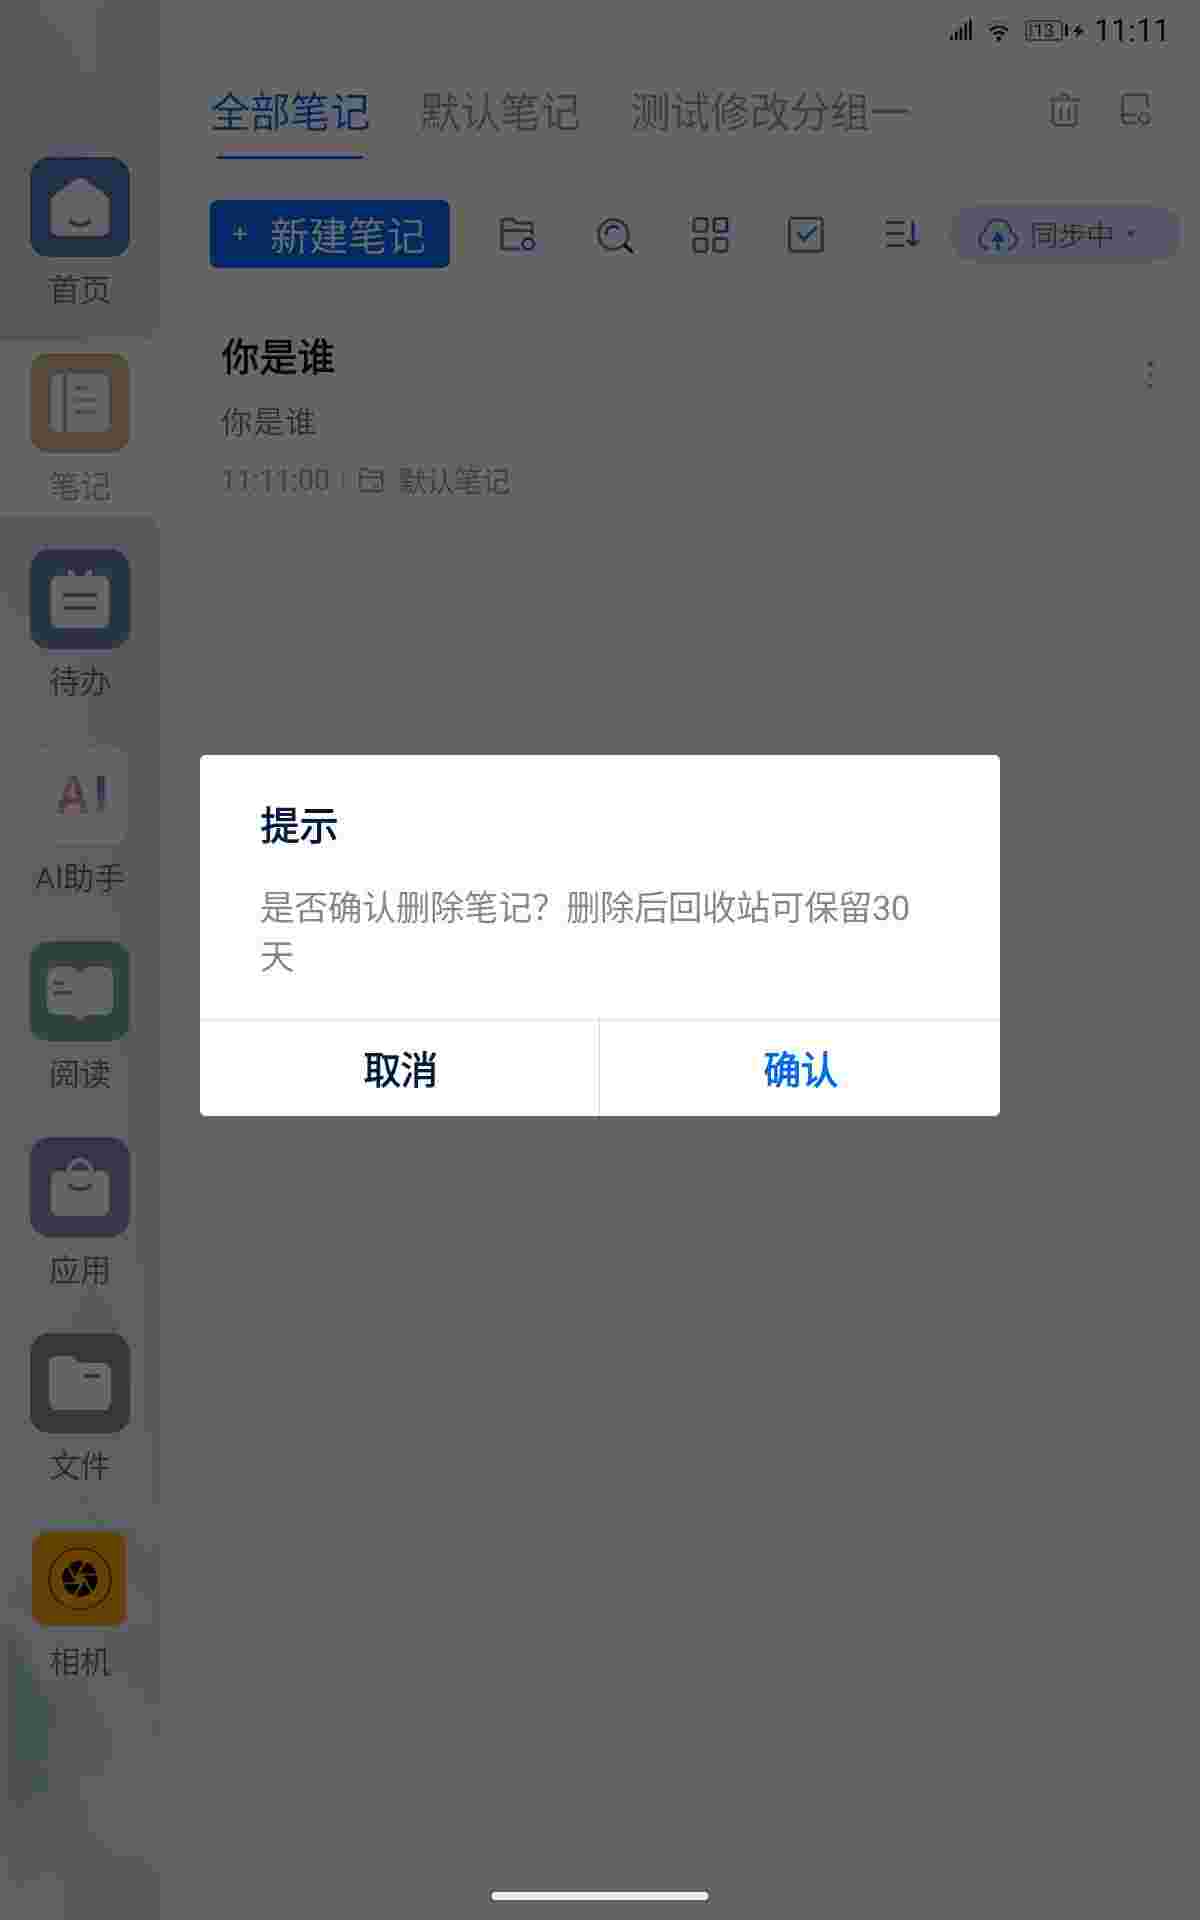 13 11:11
全部笔记 默认笔记 测试修改分组一
+ 新建笔记 同步中
首页
你是谁
你是谁
11:11:00 默认笔记
笔记
待办
AI
AI助手
提示
是否确认删除笔记？删除后回收站可保留30
天
取消 确认
阅读
应用
文件
相机